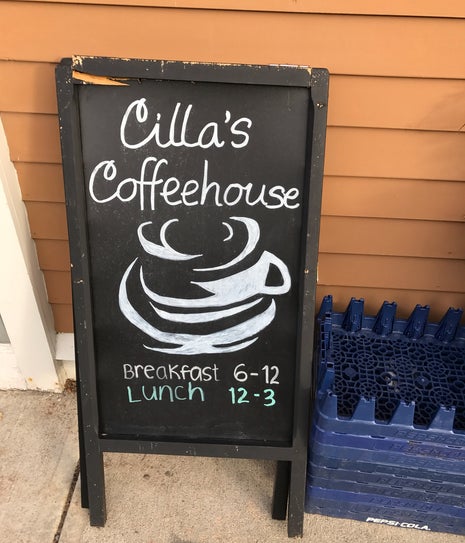 Cilla's
Coffeehouse
Breakfast 6-12
Lunch 12-3
PEPSI-COLA